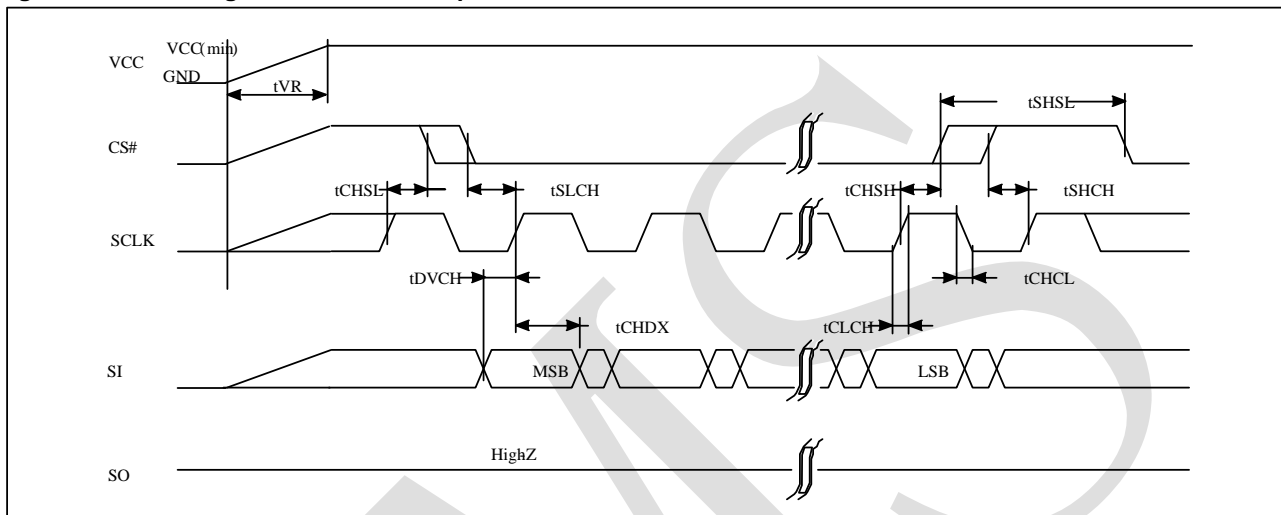 VCC(min)
VCC
GND
tVR
tSHSL
CS#
tCHSL
tSLCH
tCHSH
tSHCH
SCLK
tDVCH
tCHCL
tCHDX
tCLCH
SI
MSB
LSB
HighZ
SO